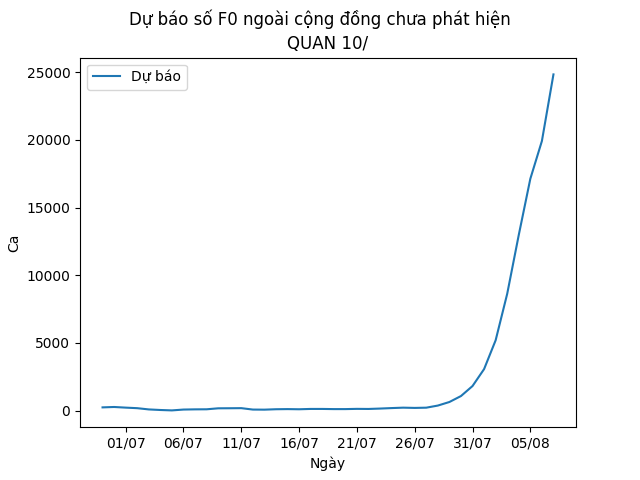 Dự báo số F0 ngoài cộng đồng chưa phát hiện
QUAN 10/
Dự báo
25000
20000
15000
10000
5000
0
Ca
01/07 06/07 11/07 16/07 21/07 26/07 31/07 05/08
Ngày